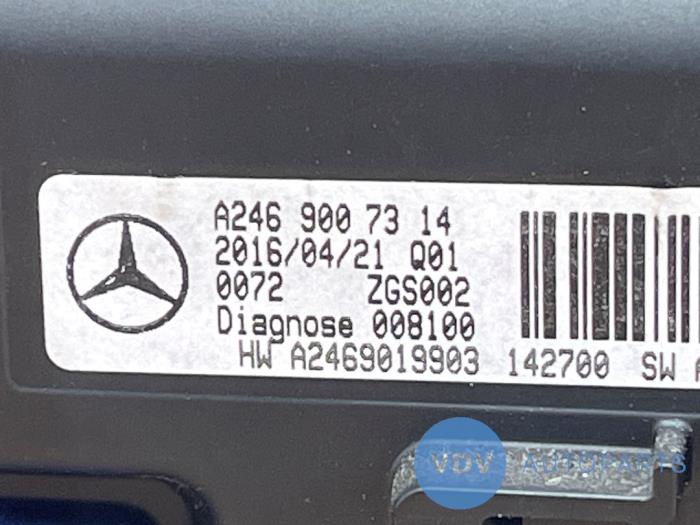 A246 900 73 14
2016/04/21 Q01
0072 ZGS002
Diagnose 008100
HW A2469019903 142700 SW
VDV AUTOPARTS